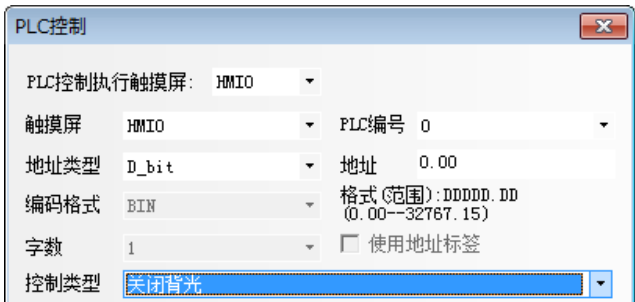 PLC控制
PLC控制执行触摸屏: HMI0
触摸屏 HMI0 PLC编号 0
地址类型 D_bit 地址 0.00
编码格式 BIN 格式(范围):DDDDD.DD
(0.00--32767.15)
字数 1 使用地址标签
控制类型 关闭背光